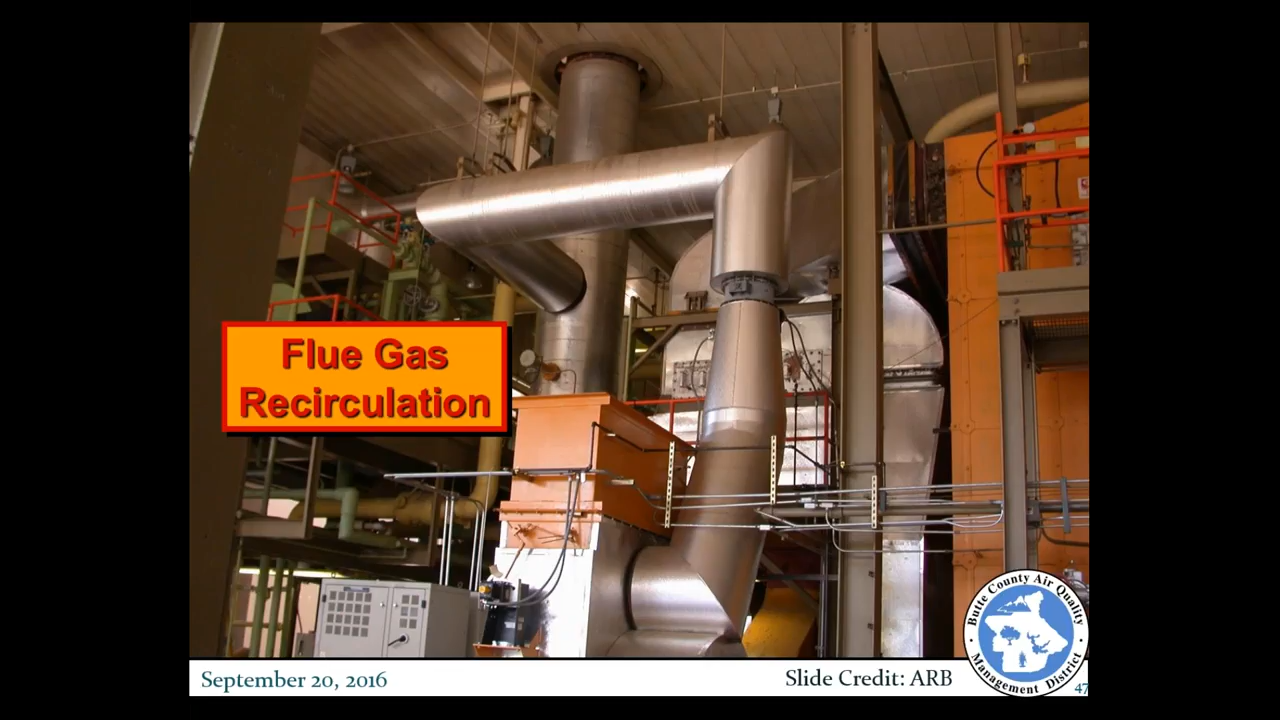 Flue Gas
Recirculation
Butte County Air Quality
Management District
September 20, 2016
Slide Credit: ARB
47